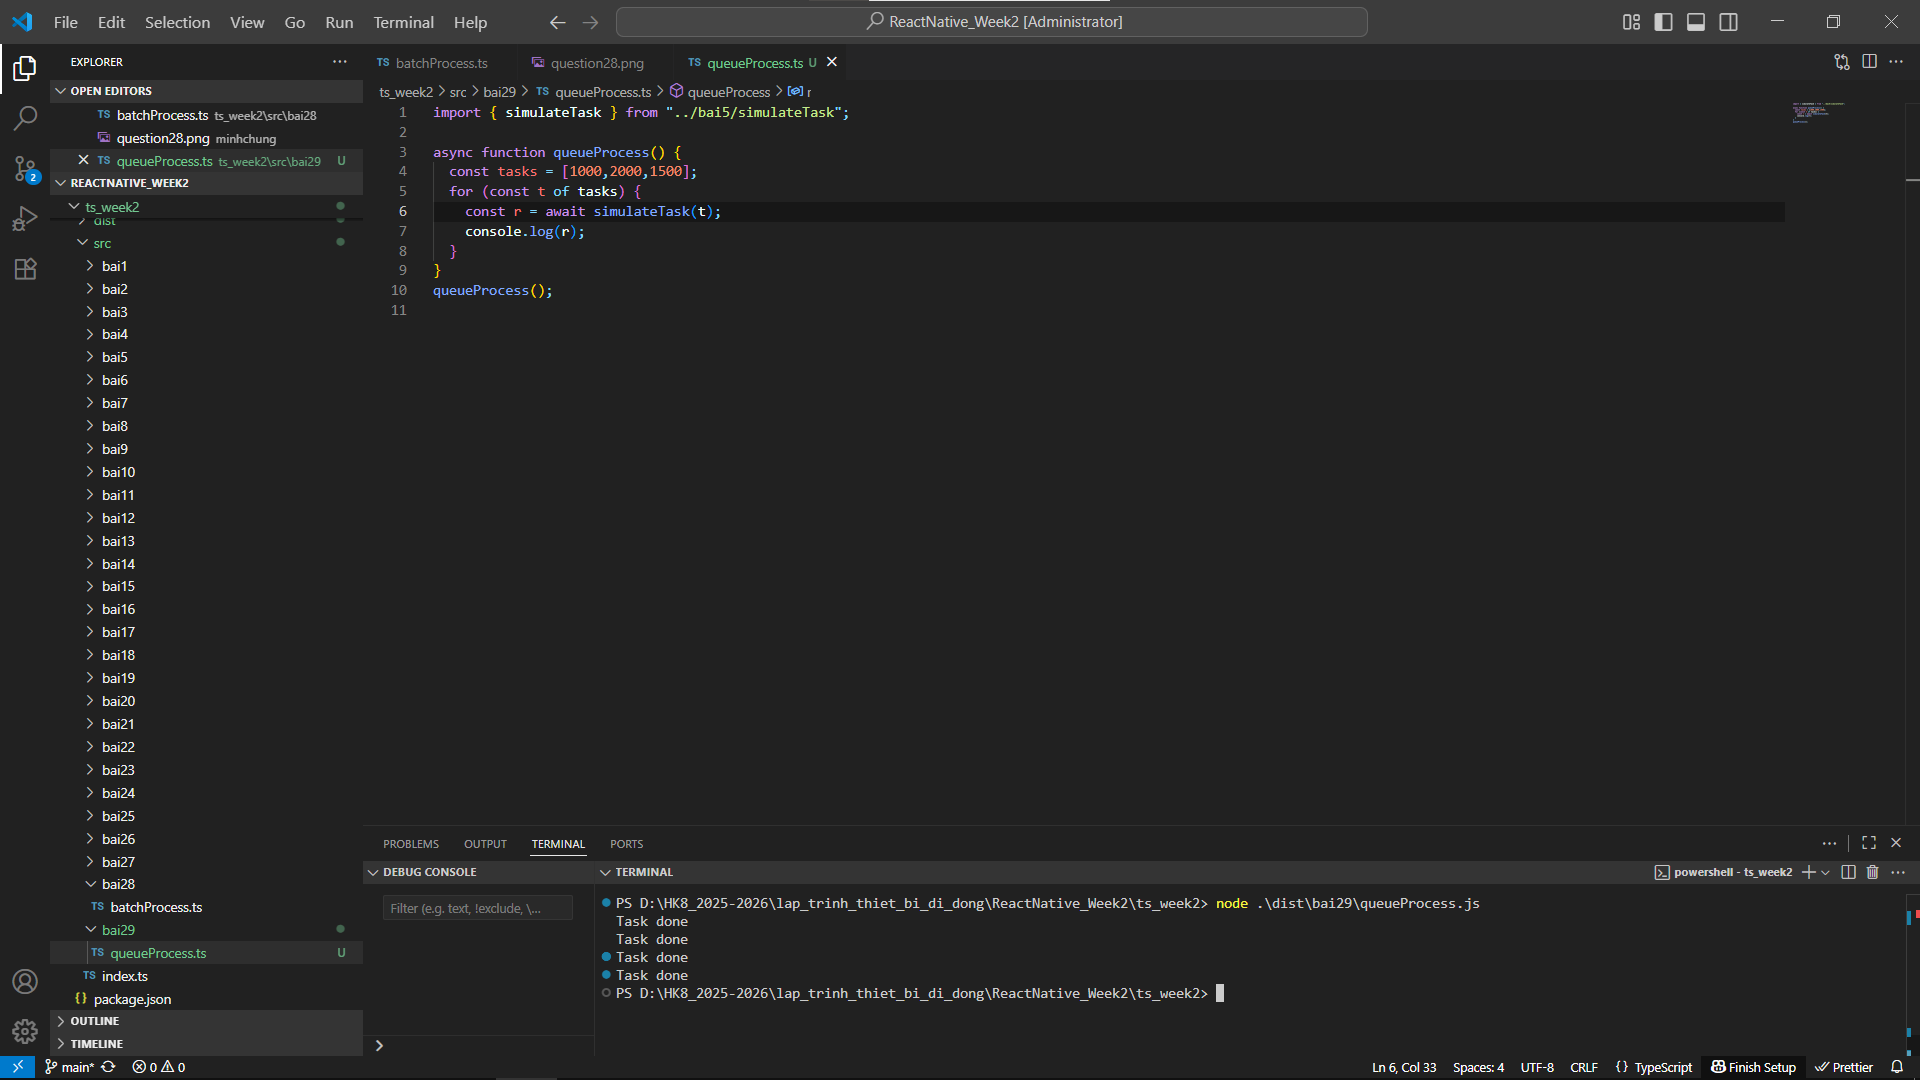 File Edit Selection View Go Run Terminal Help
ReactNative_Week2 [Administrator]
EXPLORER
OPEN EDITORS
TS batchProcess.ts ts_week2\src\bai28
question28.png minhchung
TS queueProcess.ts ts_week2\src\bai29 U
2
REACTNATIVE_WEEK2
ts_week2
dist
src
bai1
bai2
bai3
bai4
bai5
bai6
bai7
bai8
bai9
bai10
bai11
bai12
bai13
bai14
bai15
bai16
bai17
bai18
bai19
bai20
bai21
bai22
bai23
bai24
bai25
bai26
bai27
bai28
TS batchProcess.ts
bai29
TS queueProcess.ts U
TS index.ts
{} package.json
OUTLINE
TIMELINE
TS batchProcess.ts question28.png TS queueProcess.ts U
ts_week2 > src > bai29 > TS queueProcess.ts > queueProcess > r
1 import { simulateTask } from "../bai5/simulateTask";
2
3 async function queueProcess() {
4 const tasks = [1000,2000,1500];
5 for (const t of tasks) {
6 const r = await simulateTask(t);
7 console.log(r);
8 }
9 }
10 queueProcess();
11
PROBLEMS OUTPUT TERMINAL PORTS
DEBUG CONSOLE
Filter (e.g. text, !exclude, \...
TERMINAL
powershell - ts_week2
PS D:\HK8_2025-2026\lap_trinh_thiet_bi_di_dong\ReactNative_Week2\ts_week2> node .\dist\bai29\queueProcess.js
Task done
Task done
Task done
Task done
PS D:\HK8_2025-2026\lap_trinh_thiet_bi_di_dong\ReactNative_Week2\ts_week2>
main* 0 0
Ln 6, Col 33 Spaces: 4 UTF-8 CRLF {} TypeScript Finish Setup Prettier